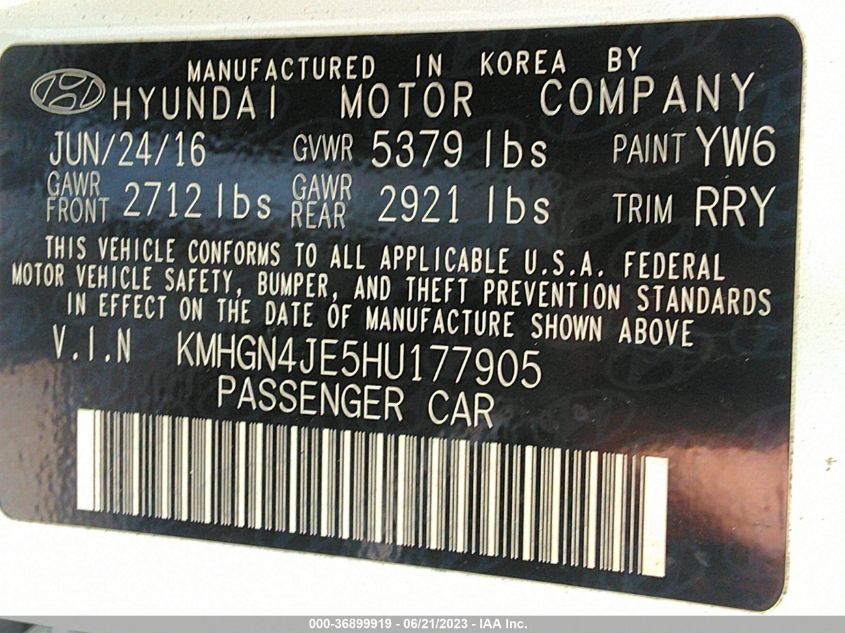 MANUFACTURED IN KOREA BY
HYUNDAI MOTOR COMPANY
JUN/24/16 GVWR 5379 lbs PAINT YW6
GAWR FRONT 2712 lbs GAWR REAR 2921 lbs TRIM RRY
THIS VEHICLE CONFORMS TO ALL APPLICABLE U.S.A. FEDERAL
MOTOR VEHICLE SAFETY, BUMPER, AND THEFT PREVENTION STANDARDS
IN EFFECT ON THE DATE OF MANUFACTURE SHOWN ABOVE
V.I.N KMHGN4JE5HU177905
PASSENGER CAR
000-36899919 - 06/21/2023 - IAA Inc.